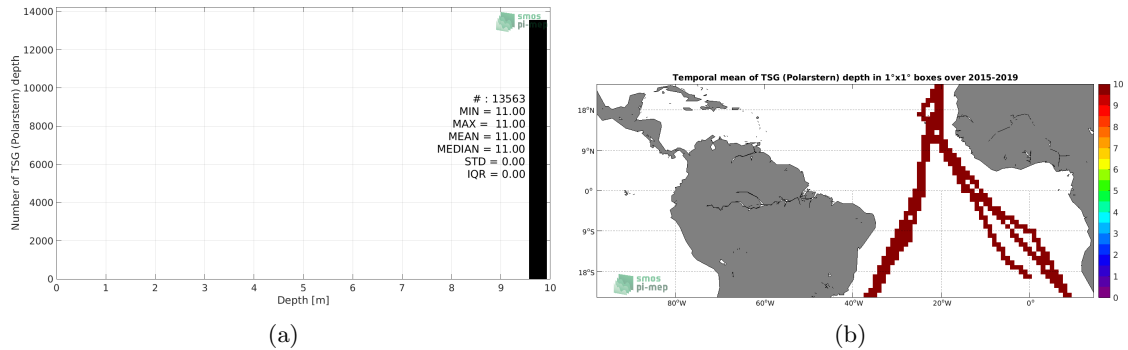 14000
12000
10000
8000
6000
4000
2000
0
Number of TSG (Polarstern) depth
smos
pi-mep
# : 13563
MIN = 11.00
MAX = 11.00
MEAN = 11.00
MEDIAN = 11.00
STD = 0.00
IQR = 0.00
0 1 2 3 4 5 6 7 8 9 10
Depth [m]
(a)
Temporal mean of TSG (Polarstern) depth in 1°x1° boxes over 2015-2019
18°N
9°N
0°
9°S
18°S
80°W 60°W 40°W 20°W 0°
smos
pi-mep
10
9
8
7
6
5
4
3
2
1
0
(b)